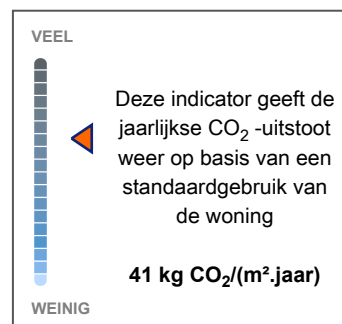 VEEL
Deze indicator geeft de
jaarlijkse CO₂ -uitstoot
weer op basis van een
standaardgebruik van
de woning
41 kg CO₂/(m².jaar)
WEINIG